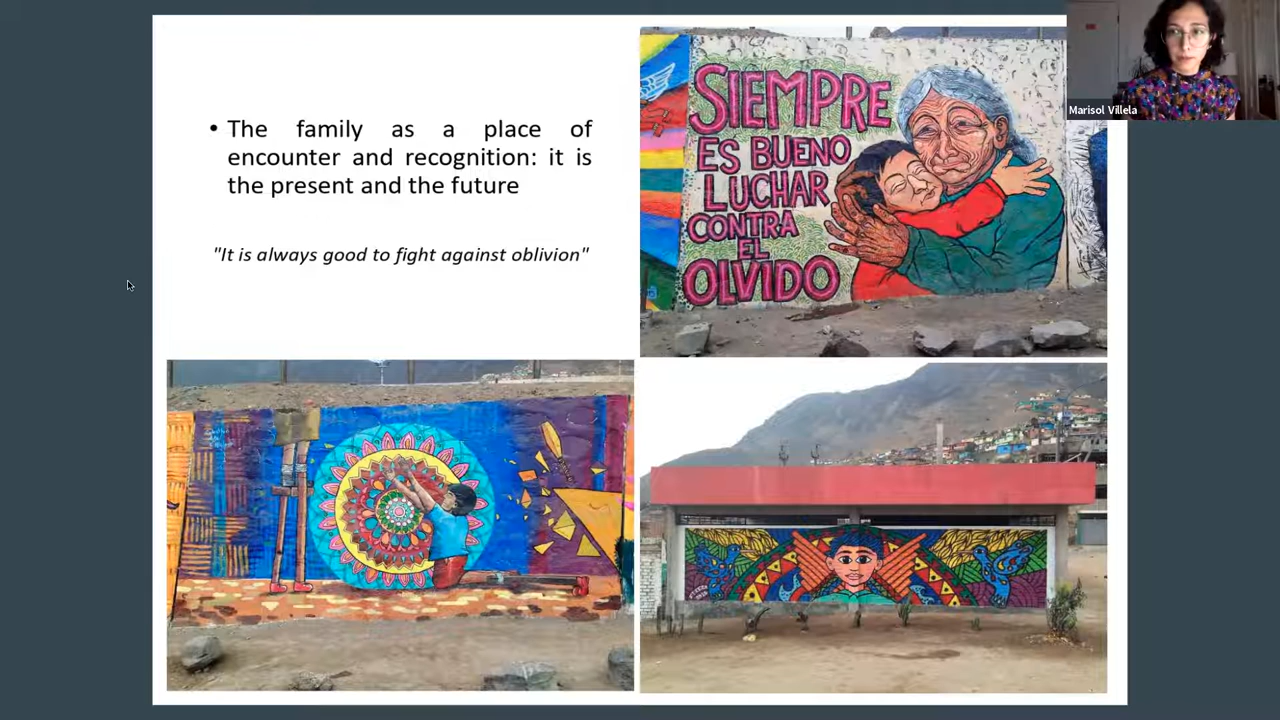 • The family as a place of
encounter and recognition: it is
the present and the future
"It is always good to fight against oblivion"
SIEMPRE
ES BUENO
LUCHAR
CONTRA
EL
OLVIDO
Marisol Villela